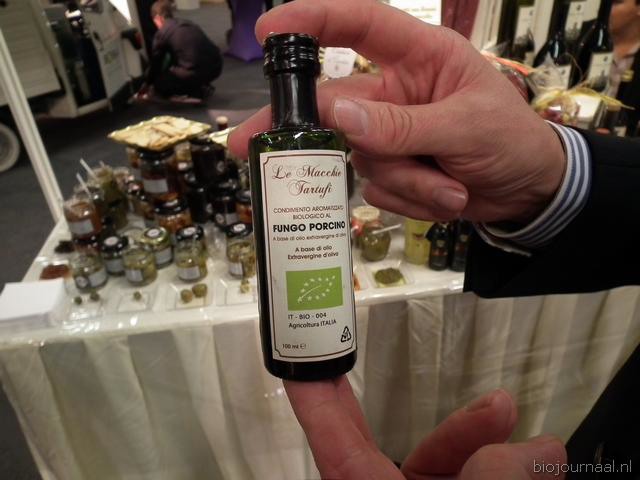 Le Macchie
Tartufi
CONDIMENTO AROMATIZZATO
BIOLOGICO AL
FUNGO PORCINO
A base di olio extravergine d'oliva
A base di olio
Extravergine d'oliva
IT - BIO - 004
Agricoltura ITALIA
100 ml e
biojournaal.nl